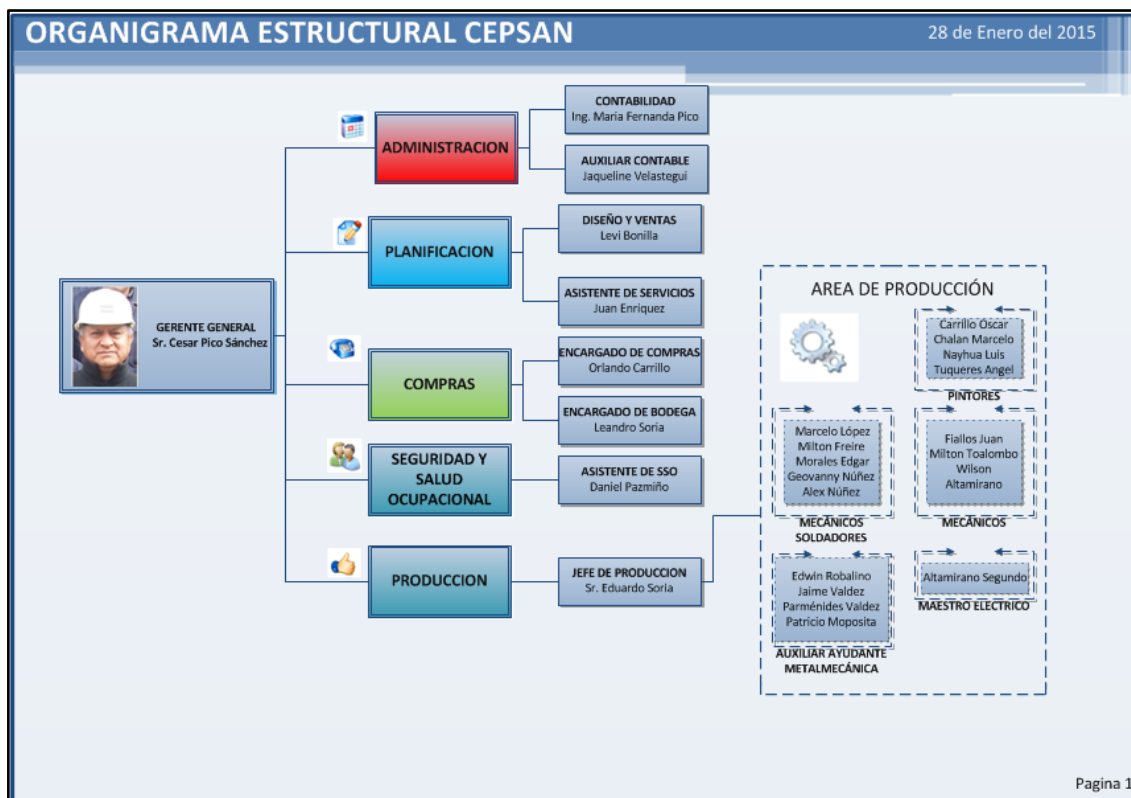 ORGANIGRAMA ESTRUCTURAL CEPSAN
28 de Enero del 2015
GERENTE GENERAL
Sr. Cesar Pico Sánchez
ADMINISTRACION
CONTABILIDAD
Ing. Maria Fernanda Pico
AUXILIAR CONTABLE
Jaqueline Velastegui
PLANIFICACION
DISEÑO Y VENTAS
Levi Bonilla
ASISTENTE DE SERVICIOS
Juan Enriquez
COMPRAS
ENCARGADO DE COMPRAS
Orlando Carrillo
ENCARGADO DE BODEGA
Leandro Soria
SEGURIDAD Y
SALUD
OCUPACIONAL
ASISTENTE DE SSO
Daniel Pazmiño
PRODUCCION
JEFE DE PRODUCCION
Sr. Eduardo Soria
AREA DE PRODUCCIÓN
Carrillo Oscar
Chalan Marcelo
Nayhua Luis
Tuqueres Angel
PINTORES
Marcelo López
Milton Freire
Morales Edgar
Geovanny Núñez
Alex Núñez
MECÁNICOS
SOLDADORES
Fiallos Juan
Milton Toalombo
Wilson
Altamirano
MECÁNICOS
Edwin Robalino
Jaime Valdez
Parménides Valdez
Patricio Moposita
AUXILIAR AYUDANTE
METALMECÁNICA
Altamirano Segundo
MAESTRO ELECTRICO
Pagina 1